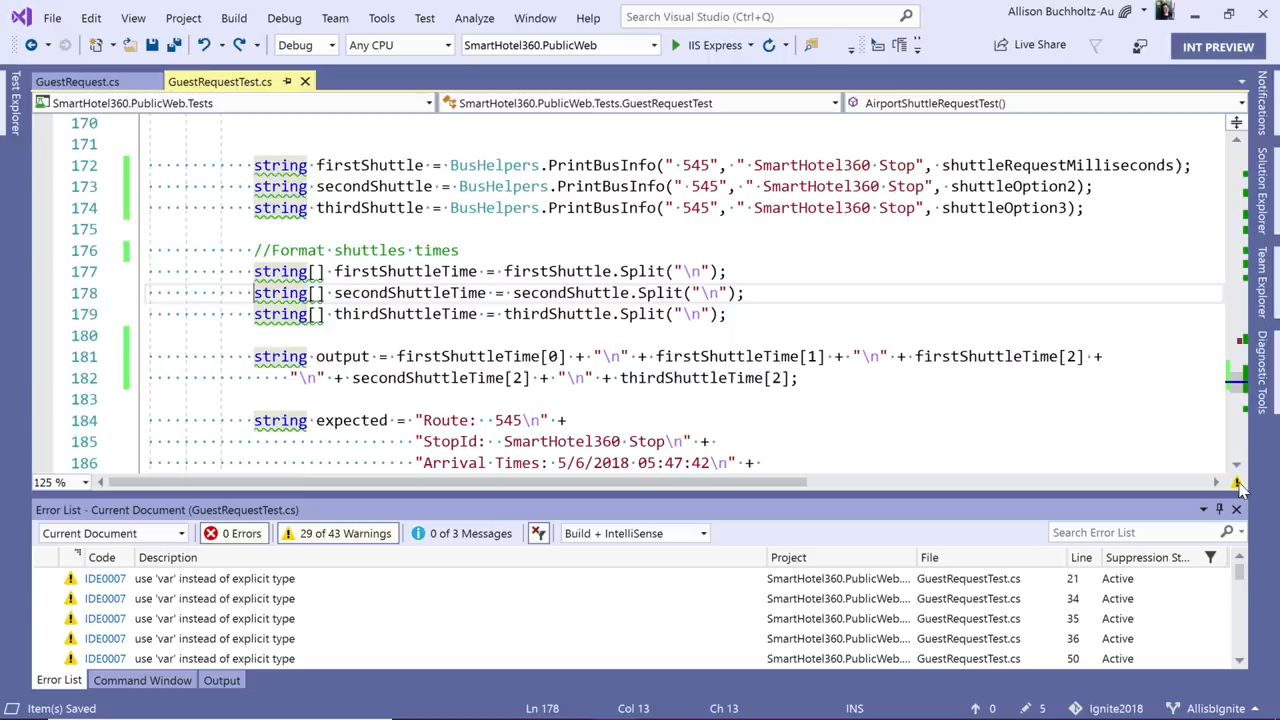 File Edit View Project Build Debug Team Tools Test Analyze Window Help Search Visual Studio (Ctrl+Q) Allison Buchholtz-Au
Debug Any CPU SmartHotel360.PublicWeb IIS Express Live Share INT PREVIEW
GuestRequest.cs GuestRequestTest.cs
SmartHotel360.PublicWeb.Tests SmartHotel360.PublicWeb.Tests.GuestRequestTest AirportShuttleRequestTest()
Test Explorer
Notifications
Solution Explorer
Team Explorer
Diagnostic Tools
170
171
172 string firstShuttle = BusHelpers.PrintBusInfo(" 545", " SmartHotel360 Stop", shuttleRequestMilliseconds);
173 string secondShuttle = BusHelpers.PrintBusInfo(" 545", " SmartHotel360 Stop", shuttleOption2);
174 string thirdShuttle = BusHelpers.PrintBusInfo(" 545", " SmartHotel360 Stop", shuttleOption3);
175
176 //Format shuttles times
177 string[] firstShuttleTime = firstShuttle.Split("\n");
178 string[] secondShuttleTime = secondShuttle.Split("\n");
179 string[] thirdShuttleTime = thirdShuttle.Split("\n");
180
181 string output = firstShuttleTime[0] + "\n" + firstShuttleTime[1] + "\n" + firstShuttleTime[2] +
182 "\n" + secondShuttleTime[2] + "\n" + thirdShuttleTime[2];
183
184 string expected = "Route:  545\n" +
185 "StopId:  SmartHotel360 Stop\n" +
186 "Arrival Times: 5/6/2018 05:47:42\n" +
125 %
Error List - Current Document (GuestRequestTest.cs)
Current Document 0 Errors 29 of 43 Warnings 0 of 3 Messages Build + IntelliSense Search Error List
Code Description Project File Line Suppression St...
IDE0007 use 'var' instead of explicit type SmartHotel360.PublicWeb.... GuestRequestTest.cs 21 Active
IDE0007 use 'var' instead of explicit type SmartHotel360.PublicWeb.... GuestRequestTest.cs 34 Active
IDE0007 use 'var' instead of explicit type SmartHotel360.PublicWeb.... GuestRequestTest.cs 35 Active
IDE0007 use 'var' instead of explicit type SmartHotel360.PublicWeb.... GuestRequestTest.cs 36 Active
IDE0007 use 'var' instead of explicit type SmartHotel360.PublicWeb.... GuestRequestTest.cs 50 Active
Error List Command Window Output
Item(s) Saved Ln 178 Col 13 Ch 13 INS 0 5 Ignite2018 AllisbIgnite